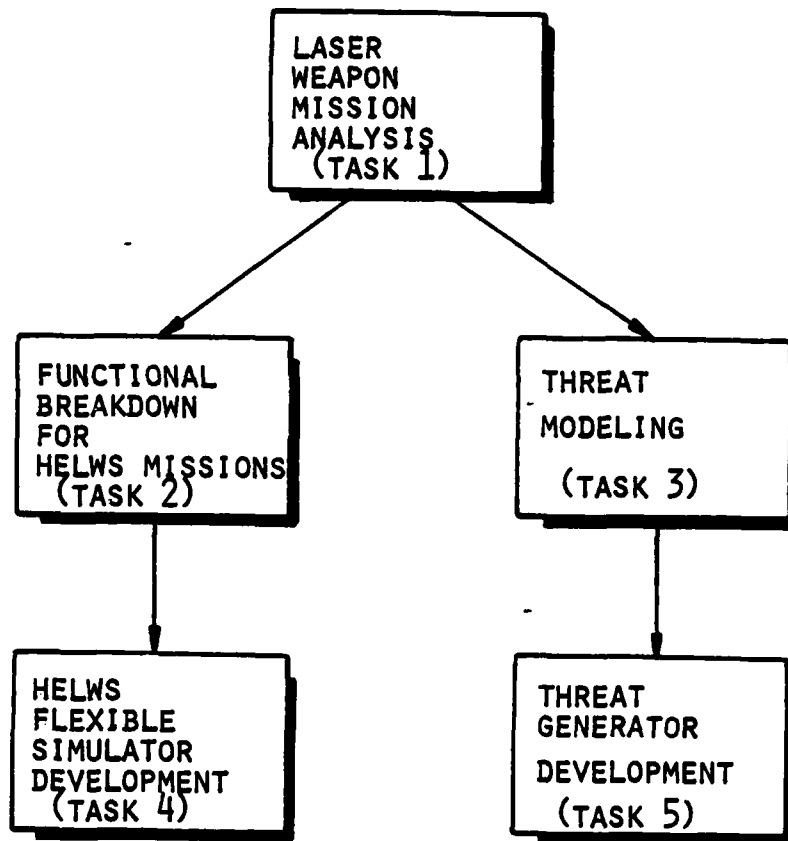 LASER
WEAPON
MISSION
ANALYSIS
(TASK 1)
FUNCTIONAL
BREAKDOWN
FOR
HELWS MISSIONS
(TASK 2)
THREAT
MODELING
(TASK 3)
HELWS
FLEXIBLE
SIMULATOR
DEVELOPMENT
(TASK 4)
THREAT
GENERATOR
DEVELOPMENT
(TASK 5)